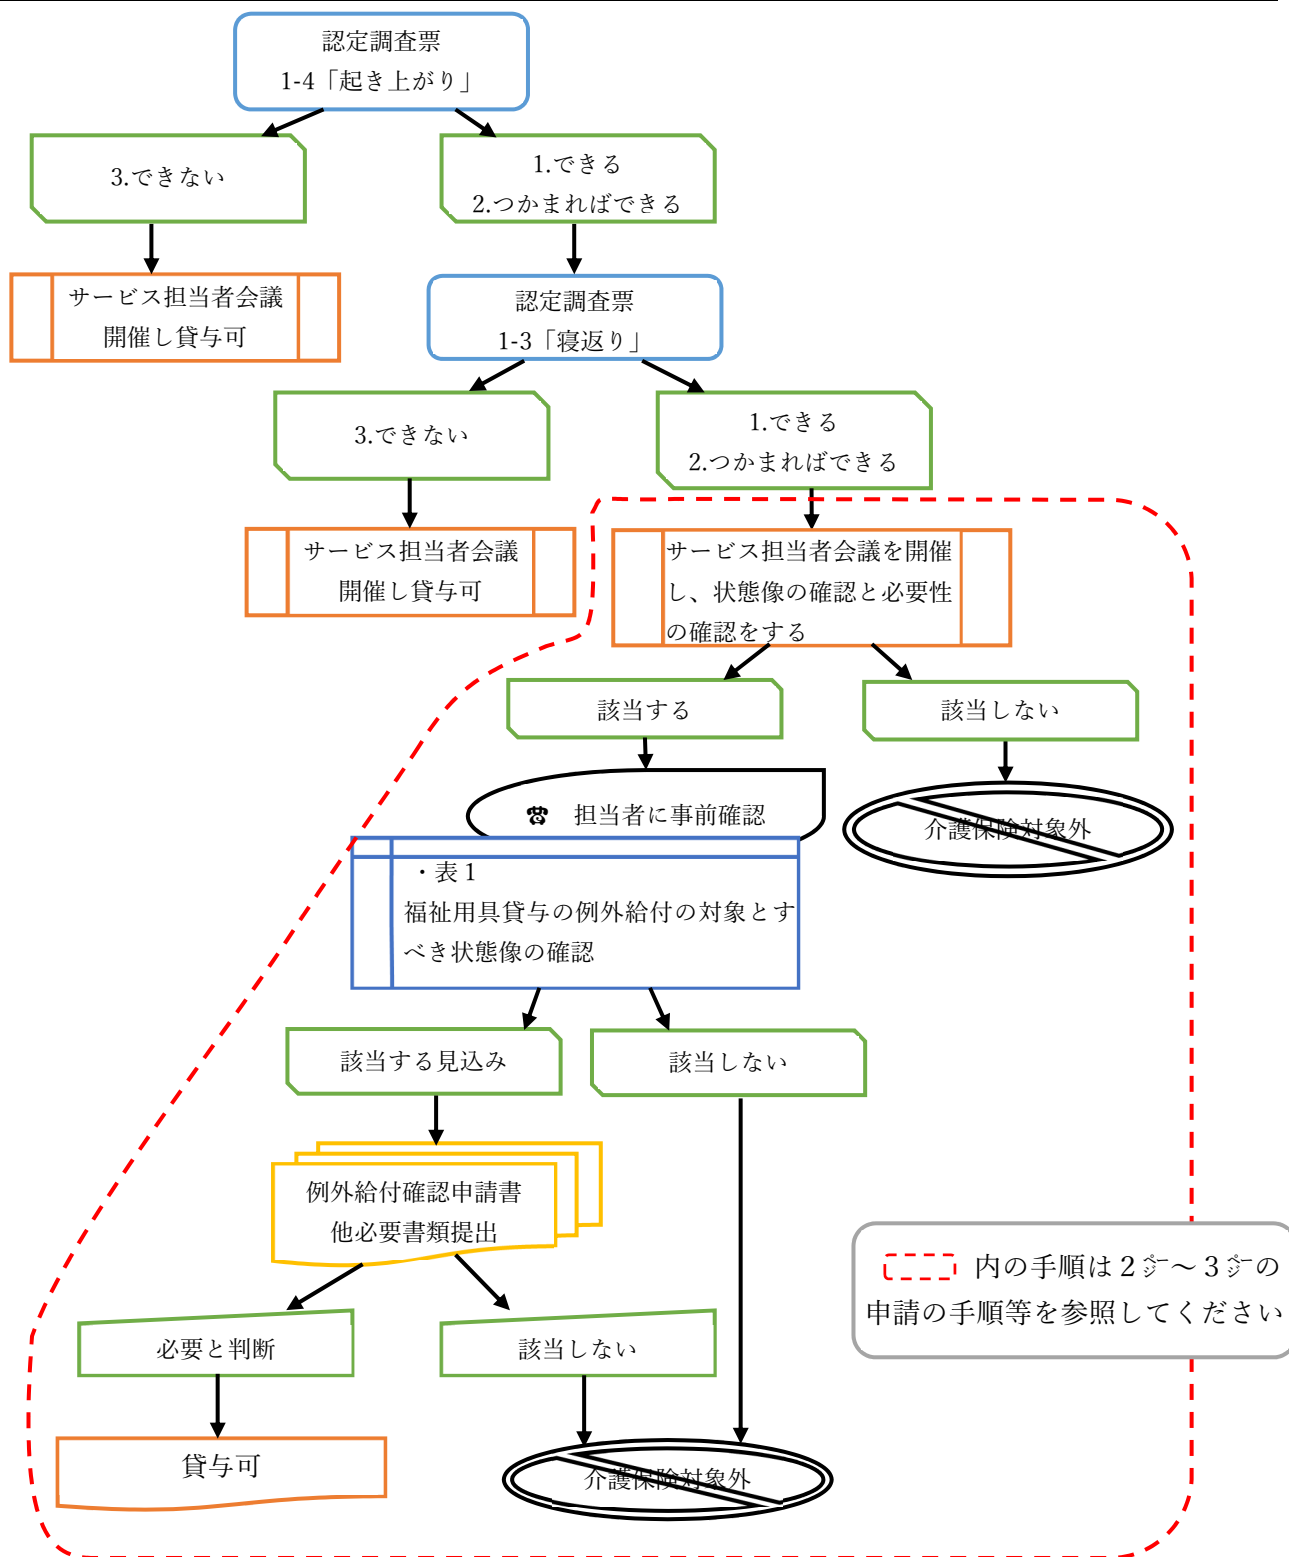 認定調査票
1-4「起き上がり」
3.できない
1.できる
2.つかまればできる
サービス担当者会議
開催し貸与可
認定調査票
1-3「寝返り」
3.できない
1.できる
2.つかまればできる
サービス担当者会議
開催し貸与可
サービス担当者会議を開催
し、状態像の確認と必要性
の確認をする
該当する
該当しない
☎ 担当者に事前確認
介護保険対象外
・表１
福祉用具貸与の例外給付の対象とす
べき状態像の確認
該当する見込み
該当しない
例外給付確認申請書
他必要書類提出
内の手順は２㌻～３㌻の
申請の手順等を参照してください
必要と判断
該当しない
貸与可
介護保険対象外